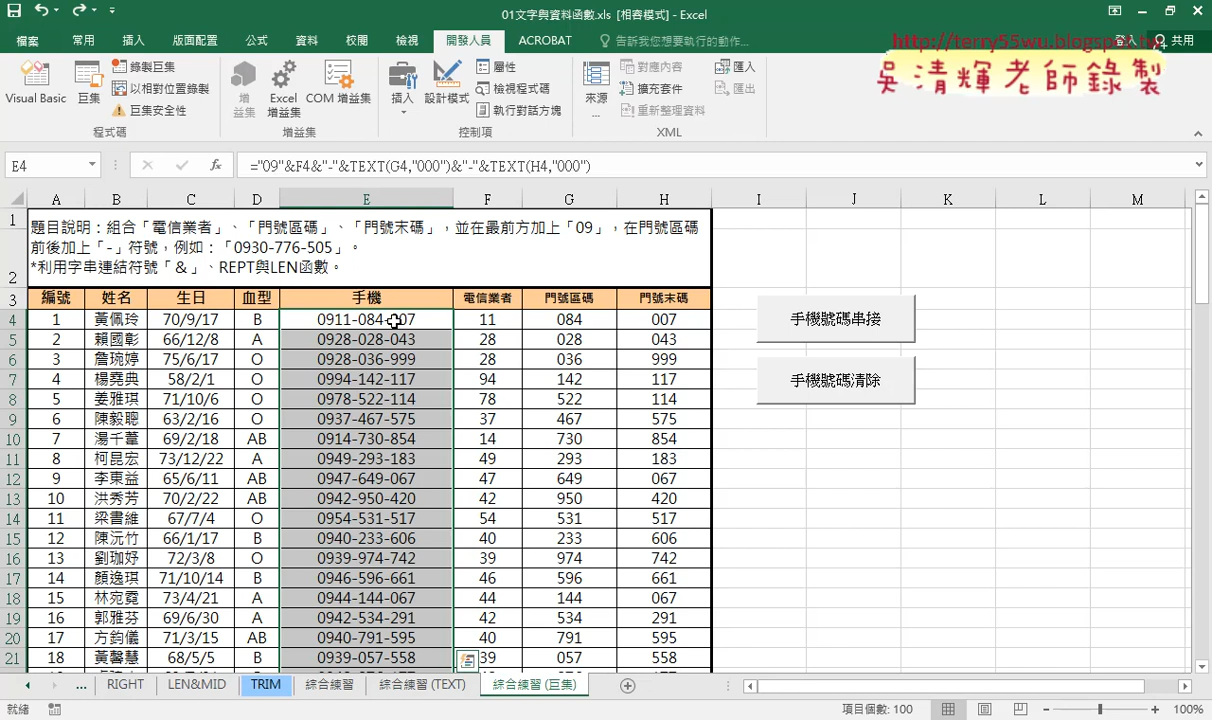 01文字與資料函數.xls [相容模式] - Excel
檔案 常用 插入 版面配置 公式 資料 校閱 檢視 開發人員 ACROBAT 告訴我您想要執行的動作... 登入 共用
http://terry55wu.blogspot.tw
吳清輝老師錄製
Visual Basic 巨集 錄製巨集 以相對位置錄製 巨集安全性 增益集 Excel 增益集 COM 增益集 插入 設計模式 屬性 檢視程式碼 執行對話方塊 來源 ... 對應內容 擴充套件 重新整理資料 匯入 匯出
程式碼 增益集 控制項 XML
E4 fx ="09"&F4&"-"&TEXT(G4,"000")&"-"&TEXT(H4,"000")
A B C D E F G H I J K L M
1 題目說明：組合「電信業者」、「門號區碼」、「門號末碼」，並在最前方加上「09」，在門號區碼
前後加上「-」符號，例如：「0930-776-505」。
2 *利用字串連結符號「&」、REPT與LEN函數。
3 編號 姓名 生日 血型 手機 電信業者 門號區碼 門號末碼
4 1 黃佩玲 70/9/17 B 0911-084-007 11 084 007
手機號碼串接
5 2 賴國彰 66/12/8 A 0928-028-043 28 028 043
6 3 詹琬婷 75/6/17 O 0928-036-999 28 036 999
7 4 楊堯典 58/2/1 O 0994-142-117 94 142 117
手機號碼清除
8 5 姜雅琪 71/10/6 O 0978-522-114 78 522 114
9 6 陳毅聰 63/2/16 O 0937-467-575 37 467 575
10 7 湯千薰 69/2/18 AB 0914-730-854 14 730 854
11 8 柯昆宏 73/12/22 A 0949-293-183 49 293 183
12 9 李東益 65/6/11 AB 0947-649-067 47 649 067
13 10 洪秀芳 70/2/22 AB 0942-950-420 42 950 420
14 11 梁書維 67/7/4 O 0954-531-517 54 531 517
15 12 陳沅竹 66/1/17 B 0940-233-606 40 233 606
16 13 劉珈妤 72/3/8 O 0939-974-742 39 974 742
17 14 顏逸琪 71/10/14 B 0946-596-661 46 596 661
18 15 林宛霓 73/4/21 A 0944-144-067 44 144 067
19 16 郭雅芬 69/6/30 A 0942-534-291 42 534 291
20 17 方鈞儀 71/3/15 AB 0940-791-595 40 791 595
21 18 黃馨慧 68/5/5 B 0939-057-558 39 057 558
... RIGHT LEN&MID TRIM 綜合練習 綜合練習 (TEXT) 綜合練習 (巨集)
就緒 項目個數: 100 100%